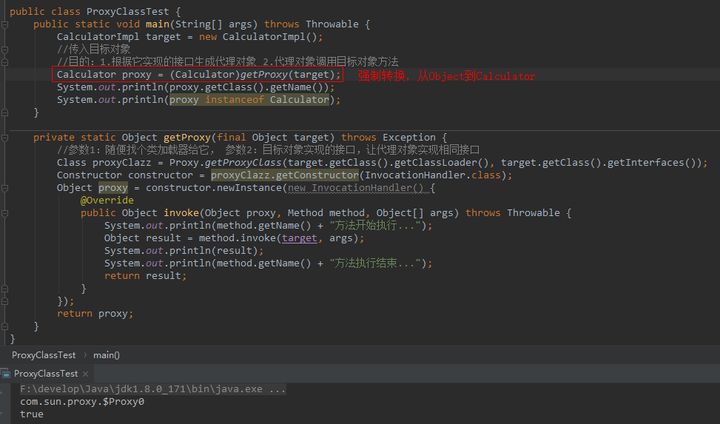 public class ProxyClassTest {
public static void main(String[] args) throws Throwable {
CalculatorImpl target = new CalculatorImpl();
//传入目标对象
//目的：1.根据它实现的接口生成代理对象 2.代理对象调用目标对象方法
Calculator proxy = (Calculator)getProxy(target); 强制转换，从Object到Calculator
System.out.println(proxy.getClass().getName());
System.out.println(proxy instanceof Calculator);
}
private static Object getProxy(final Object target) throws Exception {
//参数1：随便找个类加载器给它， 参数2：目标对象实现的接口，让代理对象实现相同接口
Class proxyClazz = Proxy.getProxyClass(target.getClass().getClassLoader(), target.getClass().getInterfaces());
Constructor constructor = proxyClazz.getConstructor(InvocationHandler.class);
Object proxy = constructor.newInstance(new InvocationHandler() {
@Override
public Object invoke(Object proxy, Method method, Object[] args) throws Throwable {
System.out.println(method.getName() + "方法开始执行...");
Object result = method.invoke(target, args);
System.out.println(result);
System.out.println(method.getName() + "方法执行结束...");
return result;
}
});
return proxy;
}
}
ProxyClassTest › main()
ProxyClassTest ×
F:\develop\Java\jdk1.8.0_171\bin\java.exe ...
com.sun.proxy.$Proxy0
true